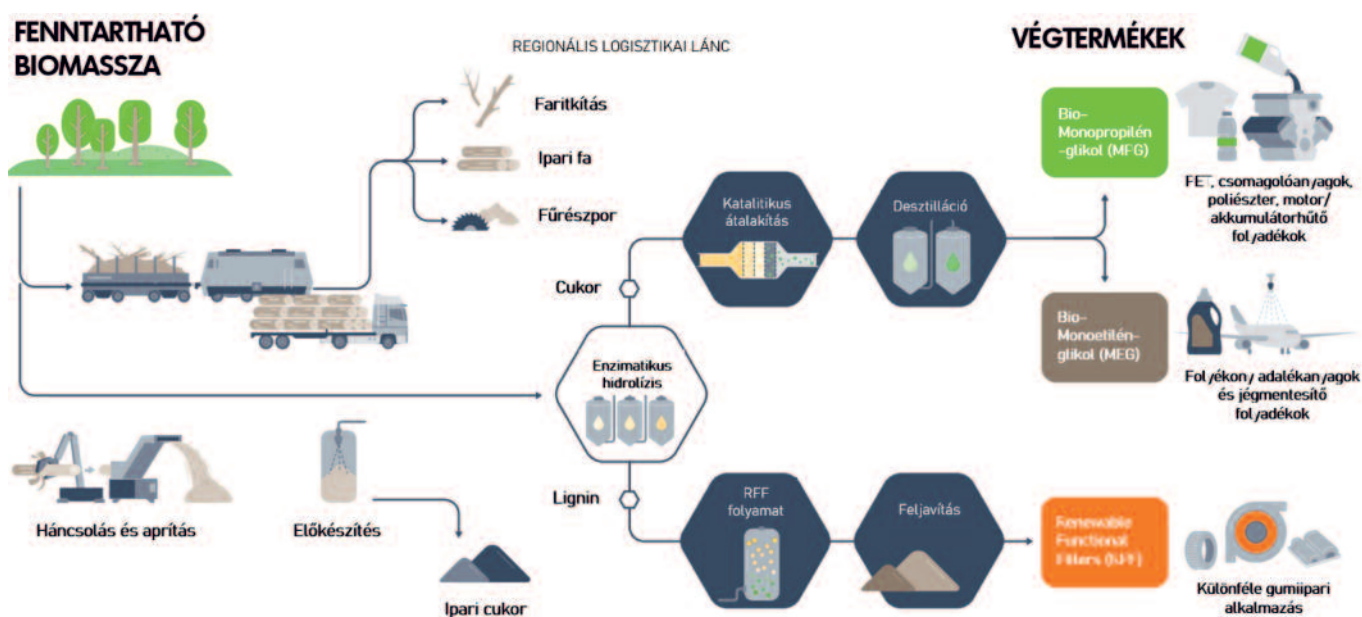 FENNTARTHATÓ
BIOMASSZA
REGIONÁLIS LOGISZTIKAI LÁNC
VÉGTERMÉKEK
Faritkítás
Ipari fa
Fűrészpor
Cukor
Katalitikus
átalakítás
Desztilláció
Bio-
Monopropilén
-glikol (MFG)
FET, csomagolóanyagok,
poliészter, motor/
akkumulátorhűtő
folyadékok
Bio-
Monoetilén-
glikol (MEG)
Folyékony adalékanyagok
és jégmentesítő
folyadékok
Enzimatikus
hidrolízis
Háncsolás és aprítás
Előkészítés
Ipari cukor
Lignin
RFF
folyamat
Feljavítás
Renewable
Functional
Fillers (RFF)
Különféle gumiipari
alkalmazás